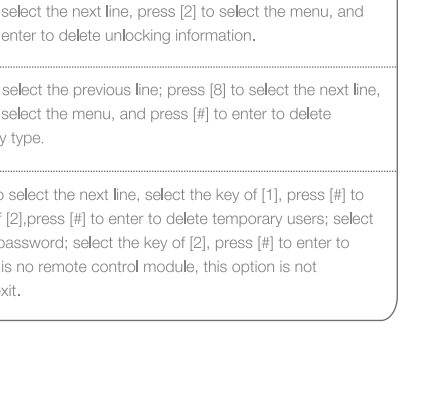 select the next line, press [2] to select the menu, and
enter to delete unlocking information.
select the previous line; press [8] to select the next line,
select the menu, and press [#] to enter to delete
y type.
o select the next line, select the key of [1], press [#] to
f [2],press [#] to enter to delete temporary users; select
password; select the key of [2], press [#] to enter to
is no remote control module, this option is not
xit.